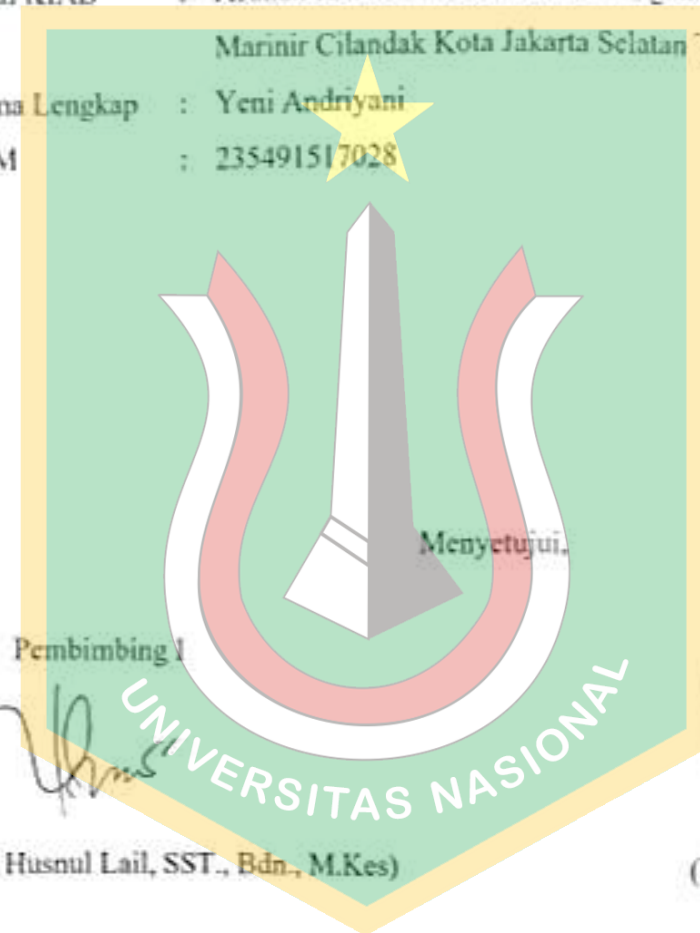 : 
Marinir Cilandak Kota Jakarta Selatan
Lengkap : Yeni Andriyani
M : 235491517028
Menyetujui,
Pembimbing I
UNIVERSITAS NASIONAL
Husnul Lail, SST., Bdn., M.Kes) (